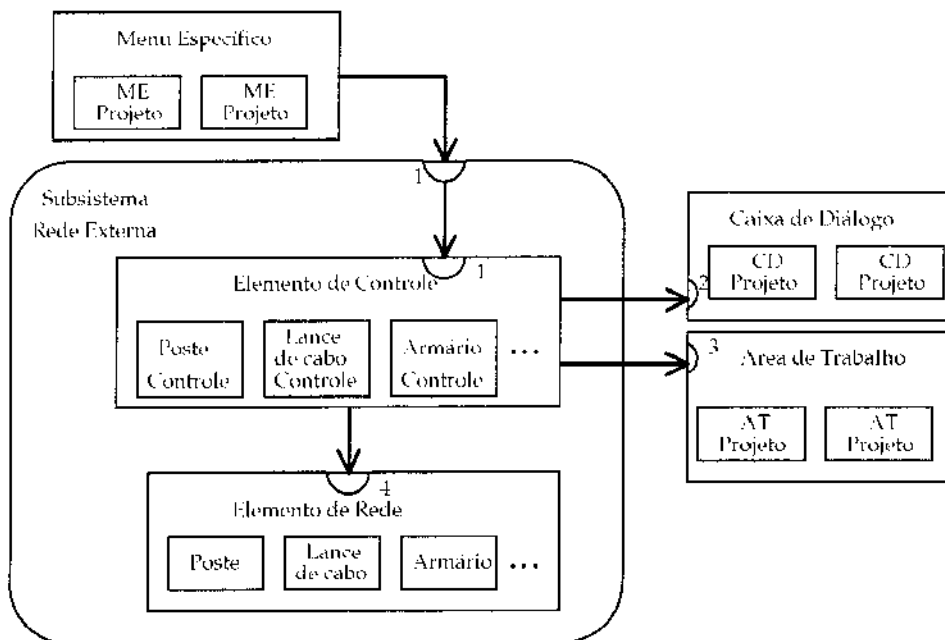 Menu Específico
ME
Projeto
ME
Projeto
1
Subsistema
Rede Externa
1
Elemento de Controle
Poste
Controle
Lance
de cabo
Controle
Armário
Controle
...
Caixa de Diálogo
CD
Projeto
CD
Projeto
2
3
Area de Trabalho
AT
Projeto
AT
Projeto
4
Elemento de Rede
Poste
Lance
de cabo
Armário
...